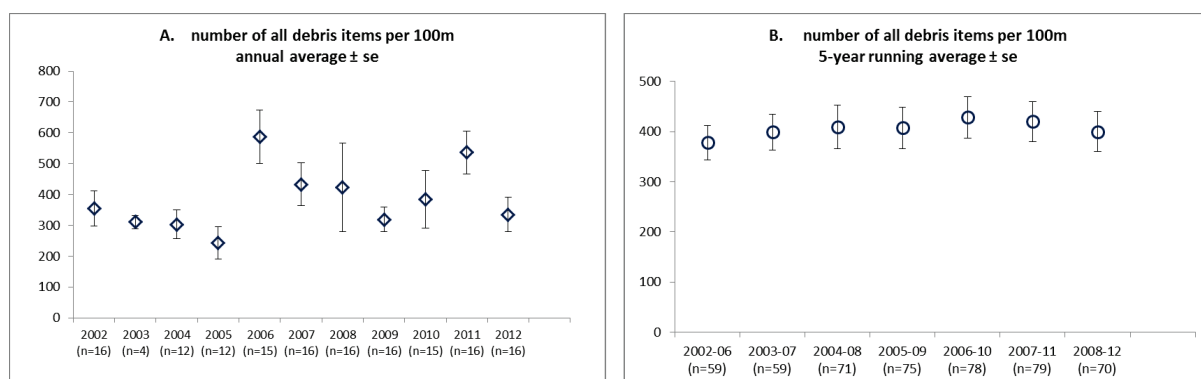 A. number of all debris items per 100m
annual average ± se
800
700
600
500
400
300
200
100
0
2002 2003 2004 2005 2006 2007 2008 2009 2010 2011 2012
(n=16) (n=4) (n=12) (n=12) (n=15) (n=16) (n=16) (n=16) (n=15) (n=16) (n=16)
B. number of all debris items per 100m
5-year running average ± se
500
400
300
200
100
0
2002-06 2003-07 2004-08 2005-09 2006-10 2007-11 2008-12
(n=59) (n=59) (n=71) (n=75) (n=78) (n=79) (n=70)